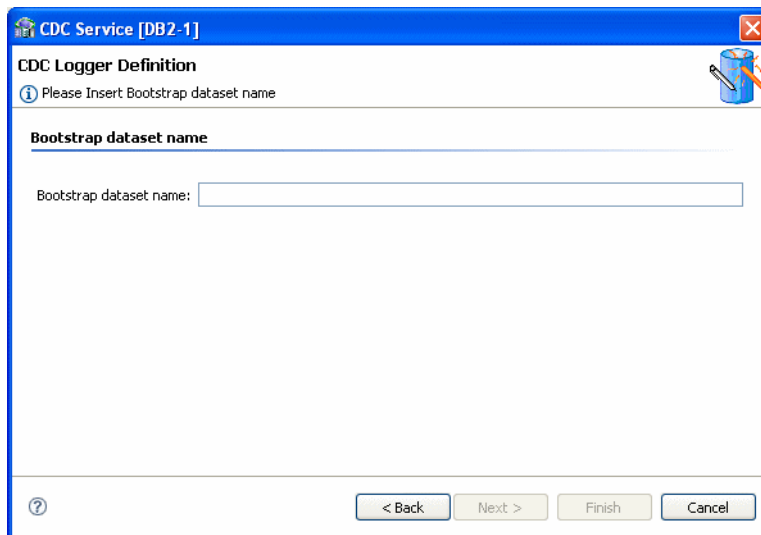 CDC Service [DB2-1]
CDC Logger Definition
Please Insert Bootstrap dataset name
Bootstrap dataset name
Bootstrap dataset name:
? < Back Next > Finish Cancel